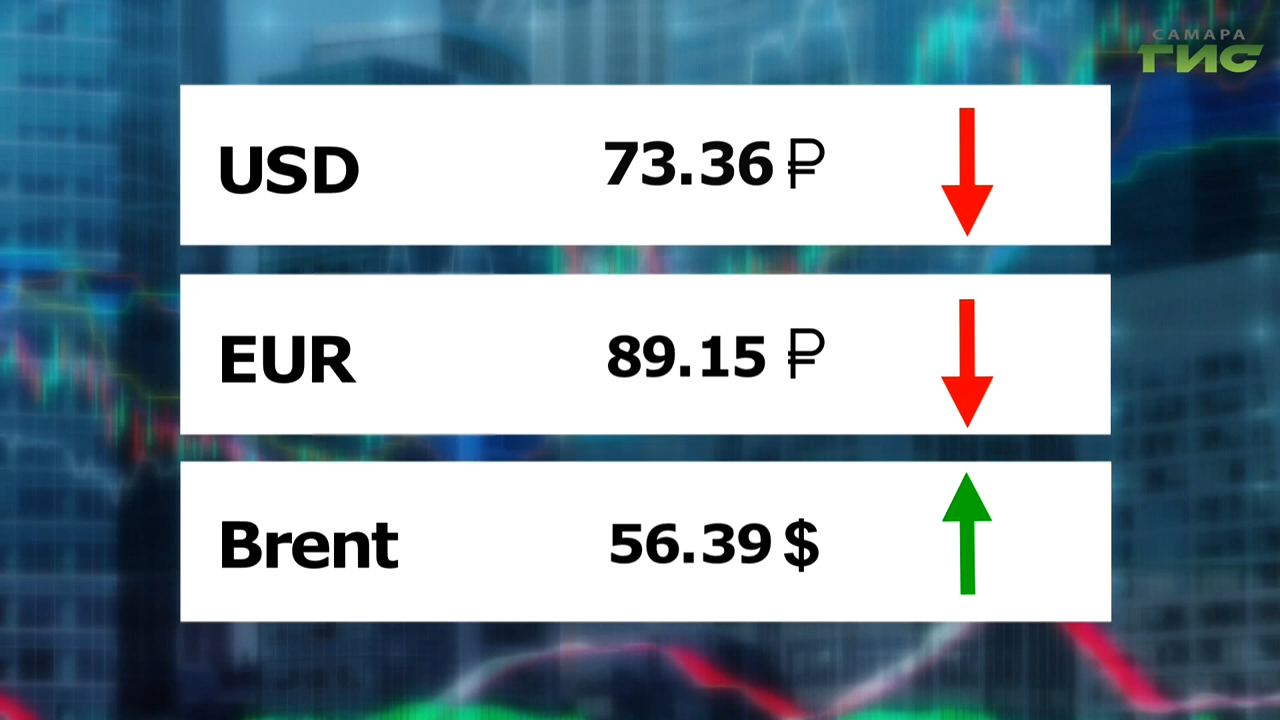 САМАРА
ГИС
USD 73.36 ₽
EUR 89.15 ₽
Brent 56.39 $